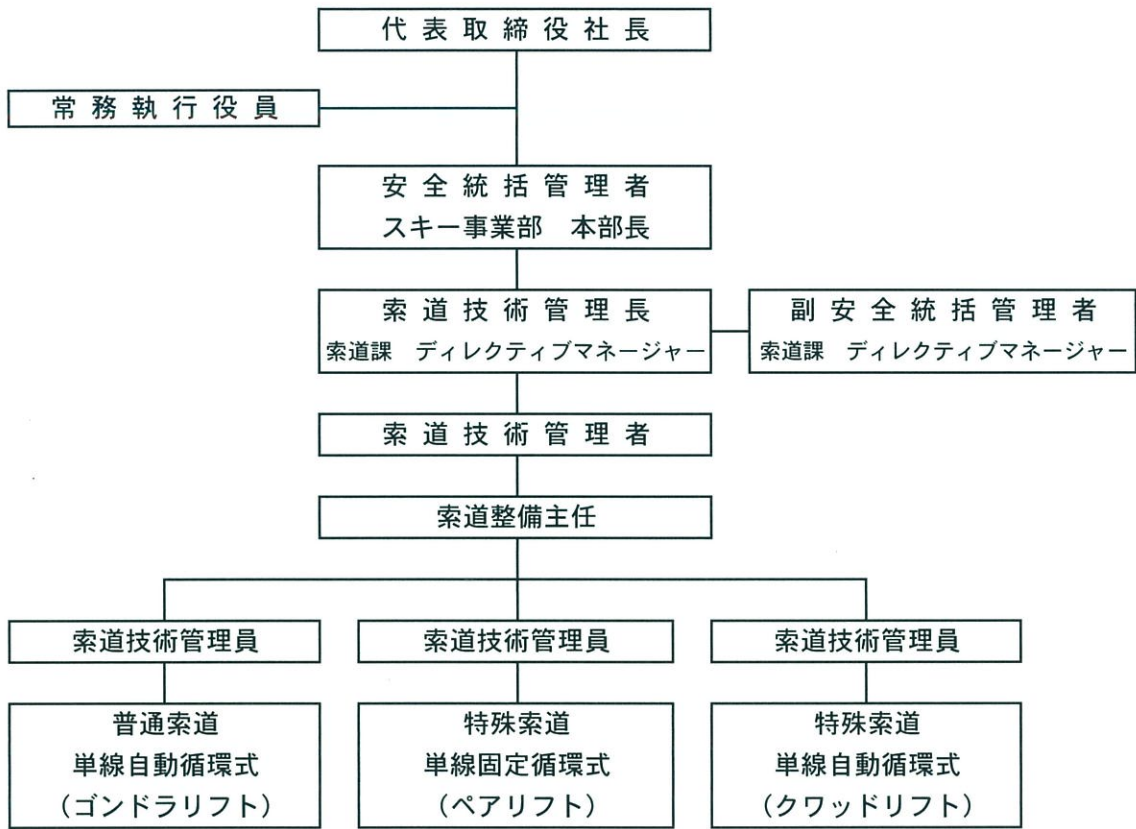 代表取締役社長
常務執行役員
安全統括管理者
スキー事業部　本部長
索道技術管理長
索道課　ディレクティブマネージャー
副安全統括管理者
索道課　ディレクティブマネージャー
索道技術管理者
索道整備主任
索道技術管理員
索道技術管理員
索道技術管理員
普通索道
単線自動循環式
（ゴンドラリフト）
特殊索道
単線固定循環式
（ペアリフト）
特殊索道
単線自動循環式
（クワッドリフト）